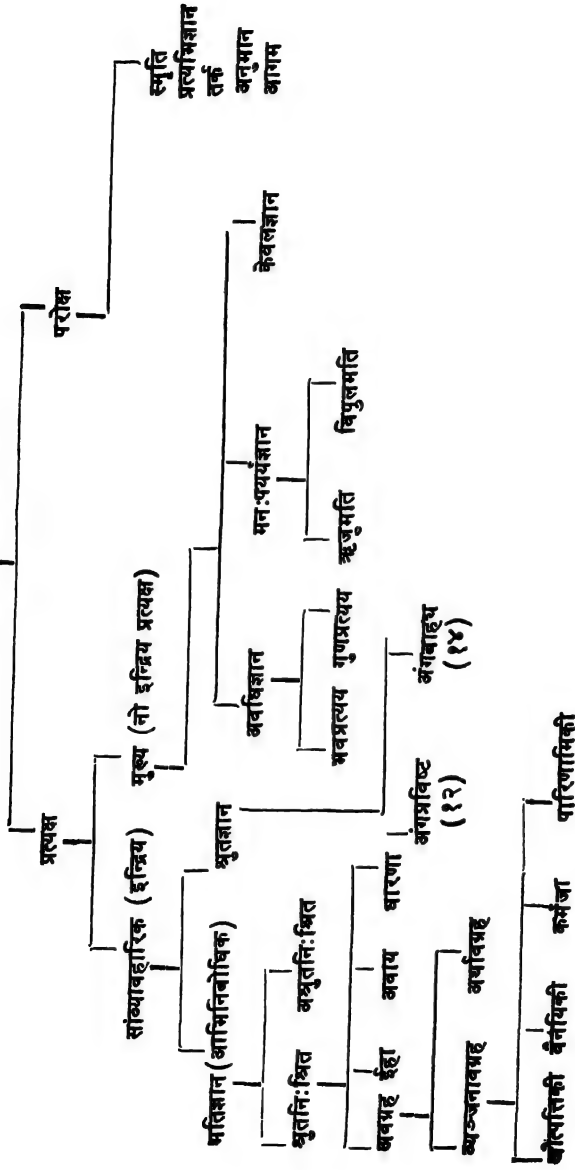 प्रत्यक्ष परोक्ष
सांव्यावहारिक (इन्द्रिय) मुख्य (नो इन्द्रिय प्रत्यक्ष) स्मृति
प्रत्यभिज्ञान
तर्क
अनुमान
आगम
मतिज्ञान (आभिनिबोधिक) श्रुतज्ञान अवधिज्ञान मनःपर्ययज्ञान केवलज्ञान
श्रुतनिःश्रित अश्रुतनिःश्रित भवप्रत्यय गुणप्रत्यय ऋजुमति विपुलमति
अवग्रह ईहा अवाय धारणा अंगप्रविष्ट अंगबाह्य
(१२) (१४)
व्यञ्जनावग्रह अर्थावग्रह
औत्पत्तिकी वैनयिकी कर्मजा पारिणामिकी